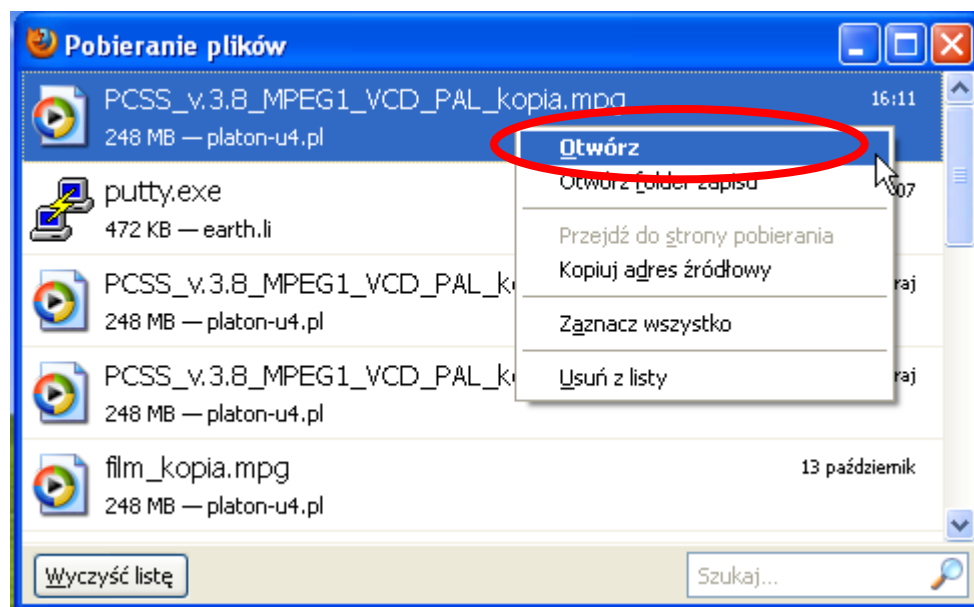 Pobieranie plików
PCSS_v.3.8_MPEG1_VCD_PAL_kopia.mpg
16:11
248 MB — platon-u4.pl
Otwórz
Otwórz folder zapisu
Przejdź do strony pobierania
Kopiuj adres źródłowy
Zaznacz wszystko
Usuń z listy
putty.exe
07
472 KB — earth.li
PCSS_v.3.8_MPEG1_VCD_PAL_k
raj
248 MB — platon-u4.pl
PCSS_v.3.8_MPEG1_VCD_PAL_k
raj
248 MB — platon-u4.pl
film_kopia.mpg
13 październik
248 MB — platon-u4.pl
Wyczyść listę
Szukaj...